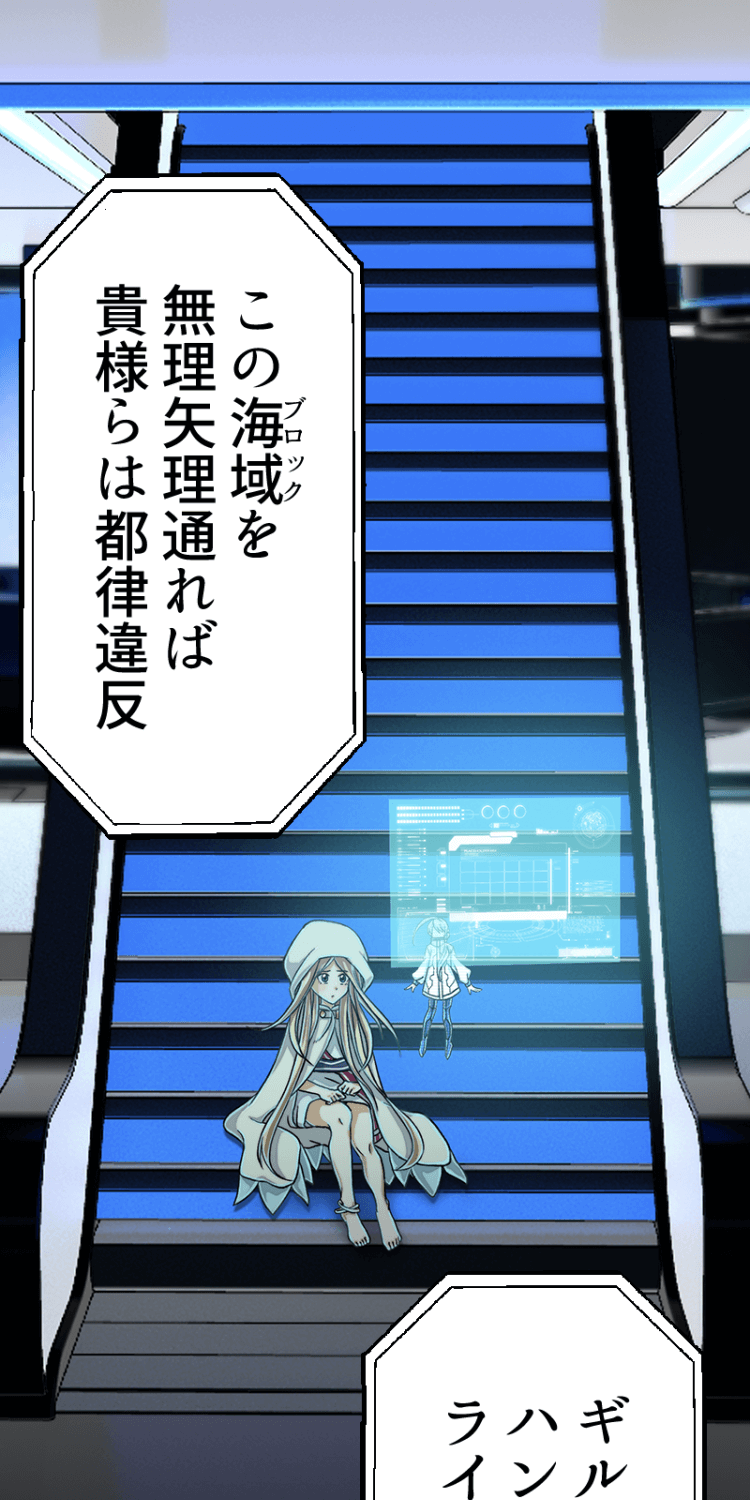 この海域を
ブロック
無理矢理通れば
貴様らは都律違反
ギル
ハン
ライ